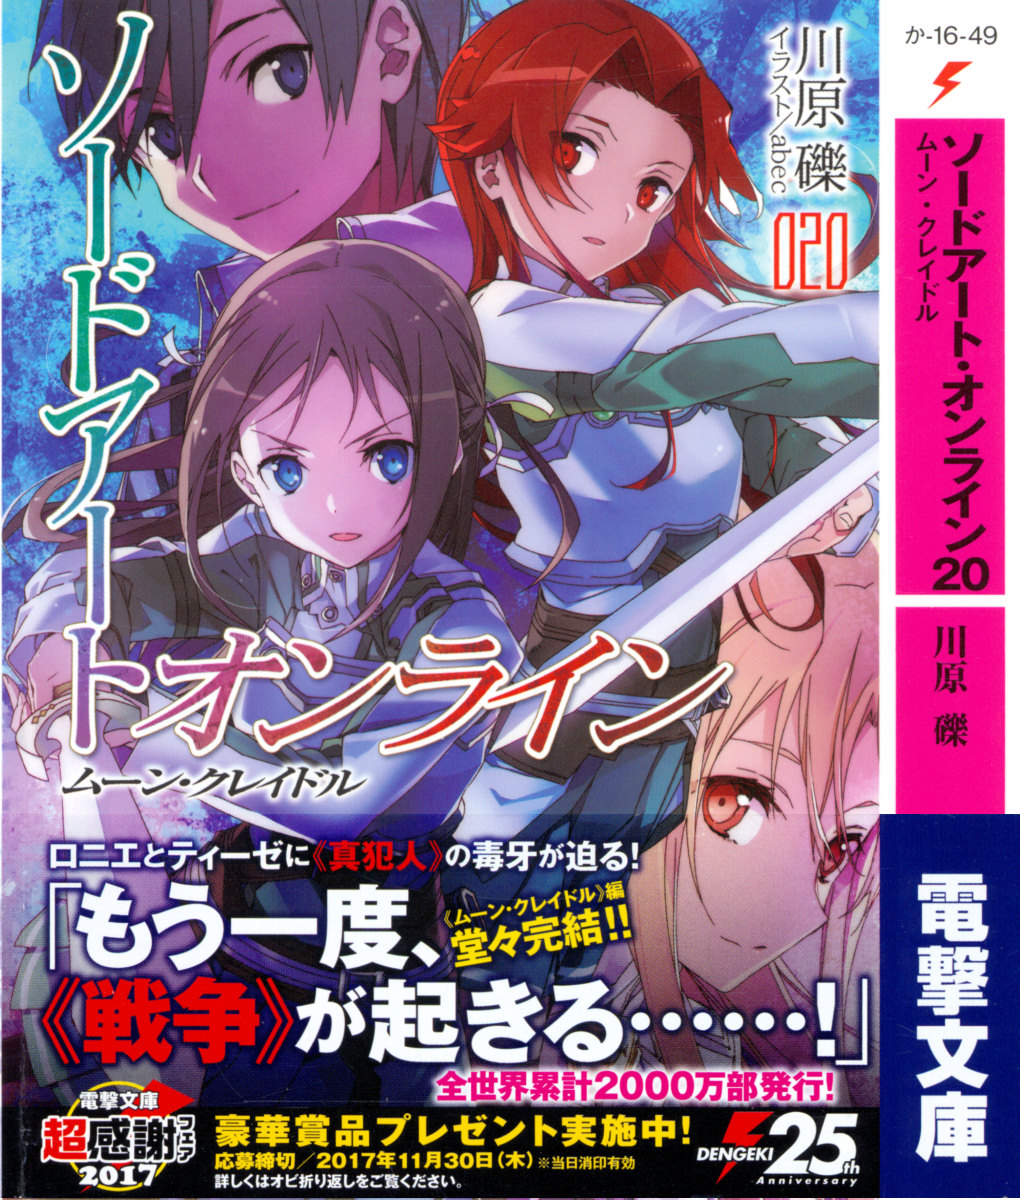 ソードアートオンライン
ムーン・クレイドル
川原 礫
イラスト/abec
020
ロニエとティーゼに《真犯人》の毒牙が迫る!
「もう一度、
《ムーン・クレイドル》編
堂々完結!!
《戦争》が起きる……!」
全世界累計2000万部発行!
電撃文庫
超感謝フェア
2017
豪華賞品プレゼント実施中!
応募締切/2017年11月30日(木)※当日消印有効
詳しくはオビ折り返しをご覧ください。
DENGEKI 25th
Anniversary
か-16-49
ソードアート・オンライン20
ムーン・クレイドル
川原 礫
電撃文庫